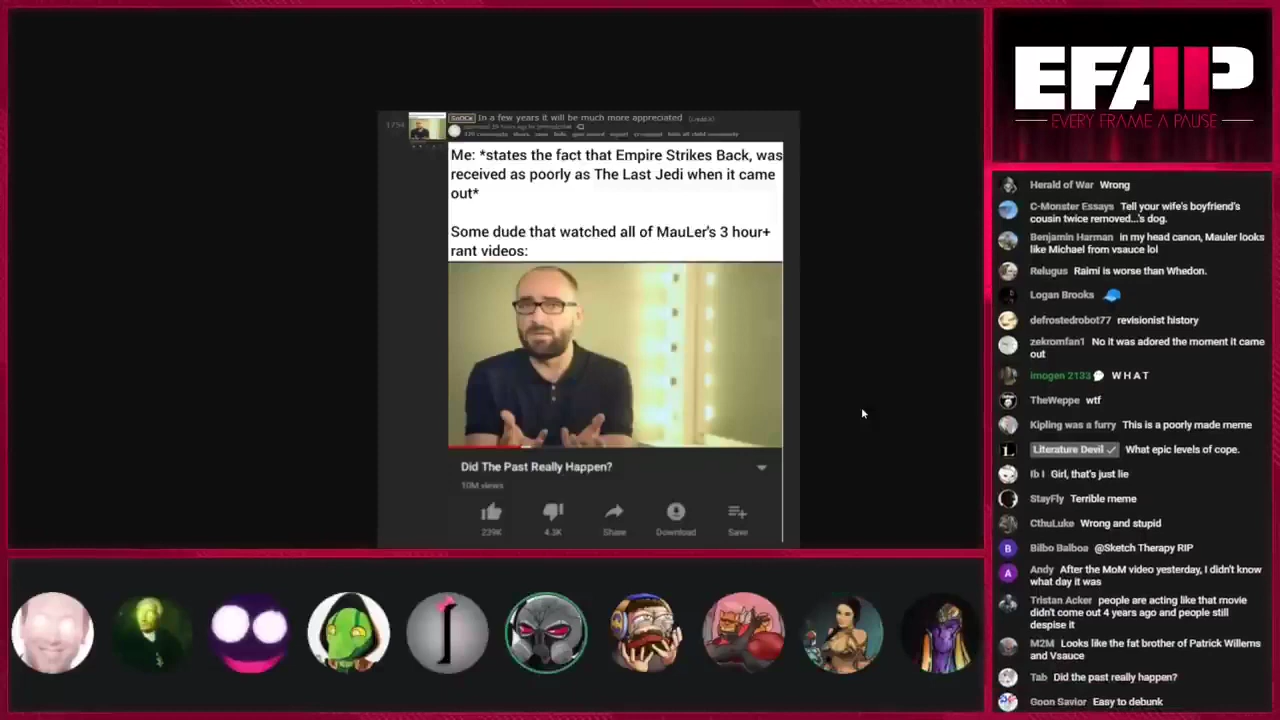 1754
In a few years it will be much more appreciated (i.redd.it)
Me: *states the fact that Empire Strikes Back, was
received as poorly as The Last Jedi when it came
out*
Some dude that watched all of MauLer's 3 hour+
rant videos:
Did The Past Really Happen?
10M views
239K
4.3K
Share
Download
Save
EFAP
EVERY FRAME A PAUSE
Herald of War Wrong
C-Monster Essays Tell your wife's boyfriend's
cousin twice removed...'s dog.
Benjamin Harman in my head canon, Mauler looks
like Michael from vsauce lol
Relugus Raimi is worse than Whedon.
Logan Brooks
defrostedrobot77 revisionist history
zekromfan1 No it was adored the moment it came
out
imogen 2133 W H A T
TheWeppe wtf
Kipling was a furry This is a poorly made meme
Literature Devil What epic levels of cope.
Ib I Girl, that's just lie
StayFly Terrible meme
CthuLuke Wrong and stupid
B Bilbo Balboa @Sketch Therapy RIP
A Andy After the MoM video yesterday, I didn't know
what day it was
Tristan Acker people are acting like that movie
didn't come out 4 years ago and people still
despise it
M2M Looks like the fat brother of Patrick Willems
and Vsauce
Tab Did the past really happen?
Goon Savior Easy to debunk